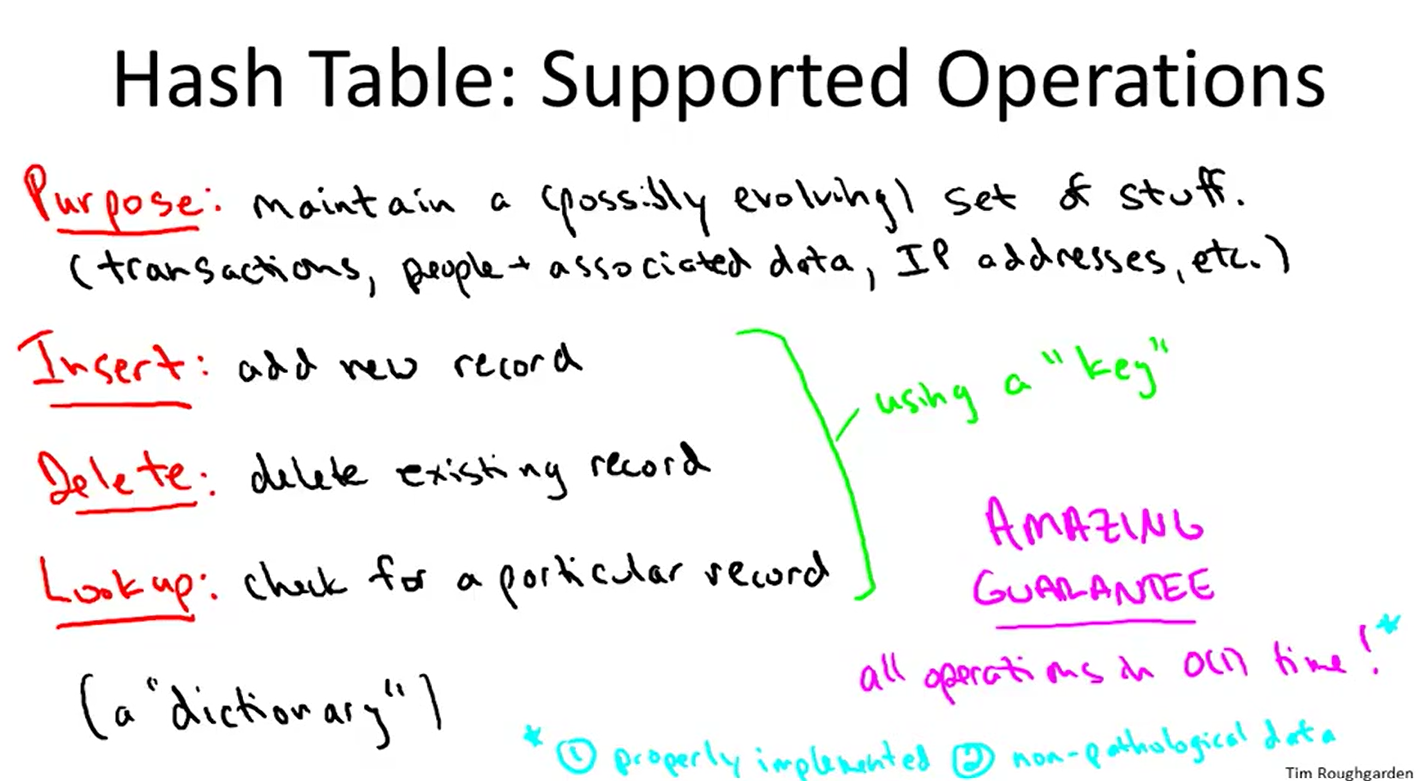 Hash Table: Supported Operations
Purpose: maintain a (possibly evolving) set of stuff.
(transactions, people + associated data, IP addresses, etc.)
Insert: add new record
using a "key"
Delete: delete existing record
Lookup: check for a particular record
AMAZING
GUARANTEE
all operations in O(1) time! *
(a "dictionary")
* ① properly implemented ② non-pathological data
Tim Roughgarden